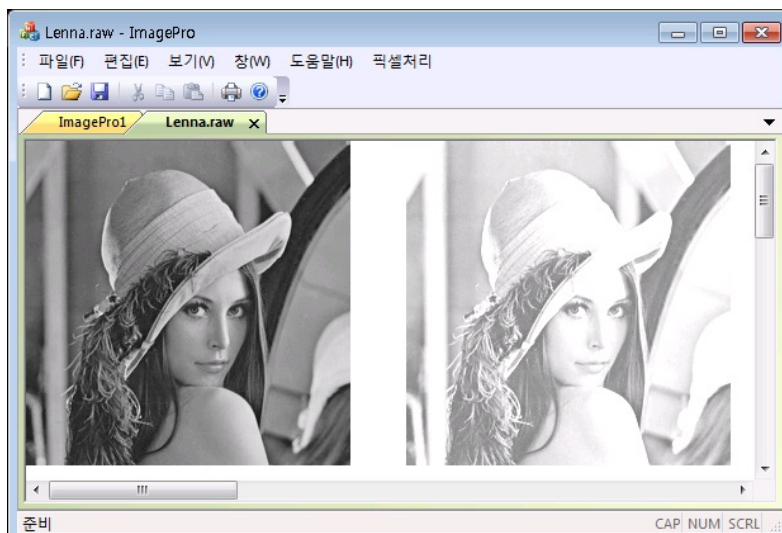 Lenna.raw - ImagePro
파일(F) 편집(E) 보기(V) 창(W) 도움말(H) 픽셀처리
ImagePro1 Lenna.raw
준비 CAP NUM SCRL